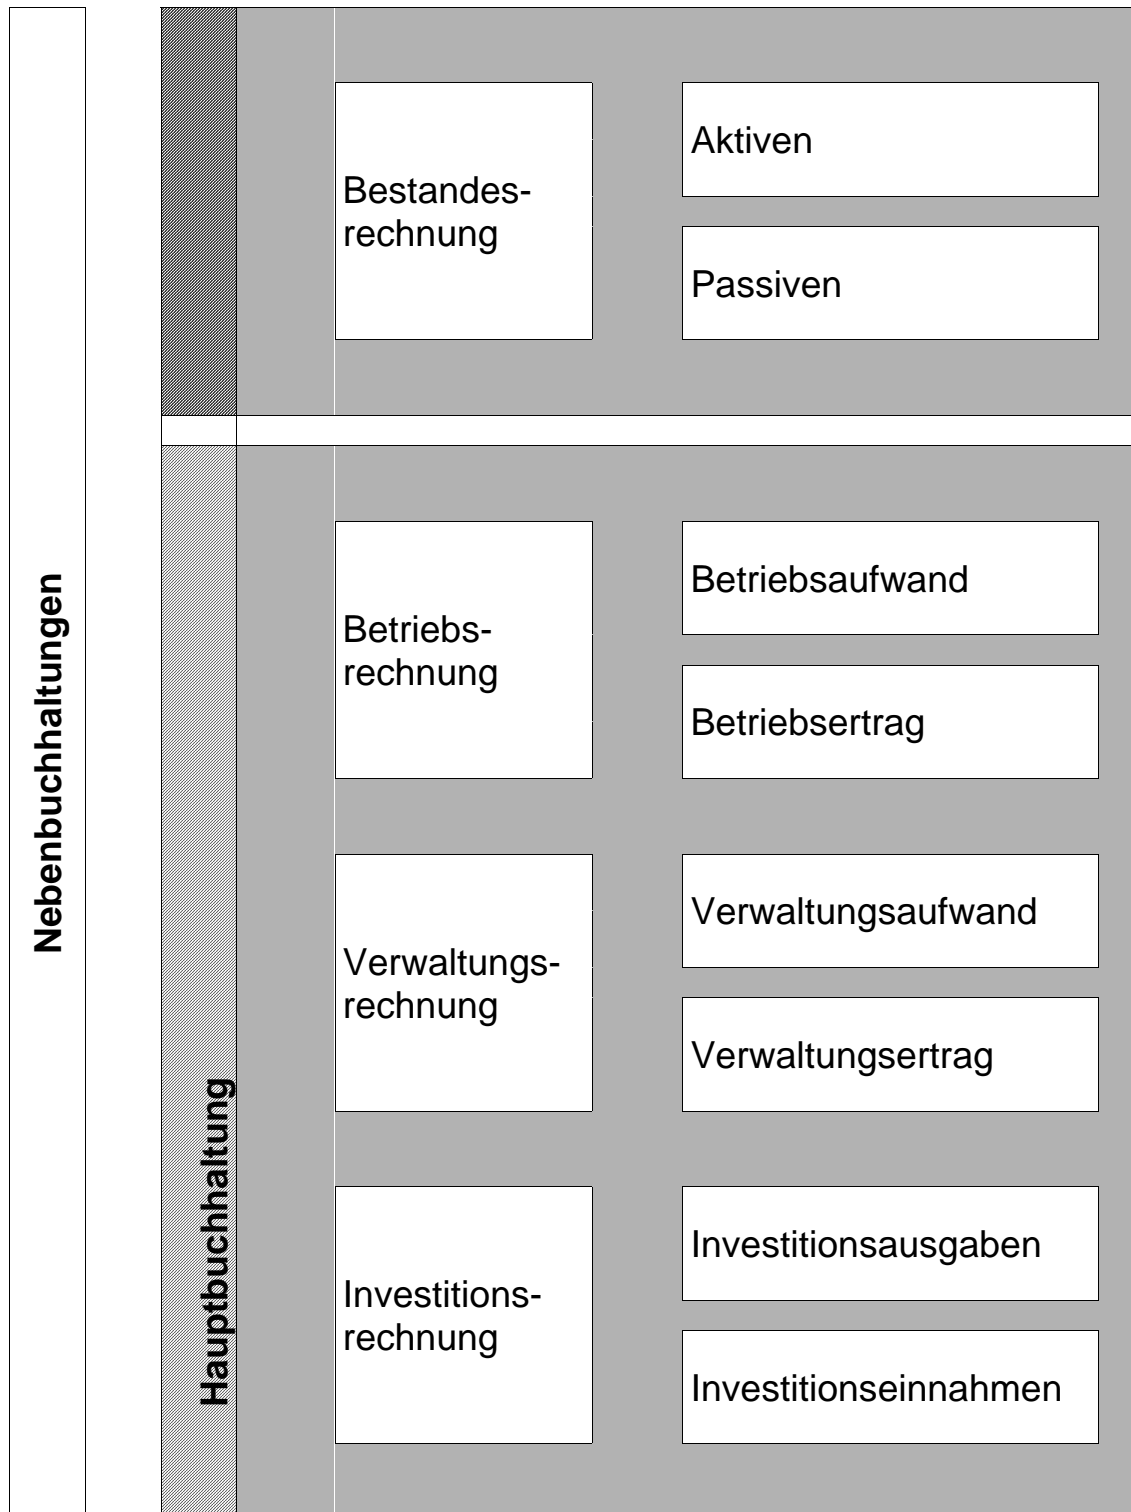 Nebenbuchhaltungen
Hauptbuchhaltung
Bestandes-
rechnung
Aktiven
Passiven
Betriebs-
rechnung
Betriebsaufwand
Betriebsertrag
Verwaltungs-
rechnung
Verwaltungsaufwand
Verwaltungsertrag
Investitions-
rechnung
Investitionsausgaben
Investitionseinnahmen